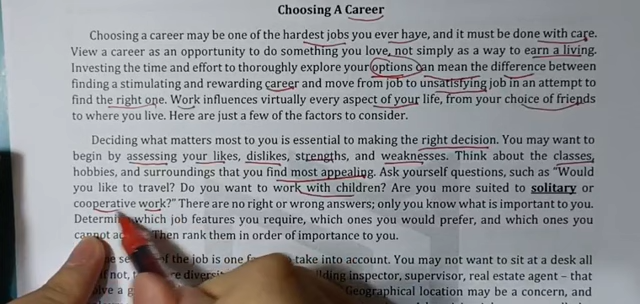 Choosing A Career
Choosing a career may be one of the hardest jobs you ever have, and it must be done with care.
View a career as an opportunity to do something you love, not simply as a way to earn a living.
Investing the time and effort to thoroughly explore your options can mean the difference between
finding a stimulating and rewarding career and move from job to unsatisfying job in an attempt to
find the right one. Work influences virtually every aspect of your life, from your choice of friends
to where you live. Here are just a few of the factors to consider.
Deciding what matters most to you is essential to making the right decision. You may want to
begin by assessing your likes, dislikes, strengths, and weaknesses. Think about the classes,
hobbies, and surroundings that you find most appealing. Ask yourself questions, such as "Would
you like to travel? Do you want to work with children? Are you more suited to solitary or
cooperative work?" There are no right or wrong answers; only you know what is important to you.
which job features you require, which ones you would prefer, and which ones you
Then rank them in order of importance to you.
of the job is one take into account. You may not want to sit at a desk all
not, inspector, supervisor, real estate agent – that
a Geographical location may be a concern, and